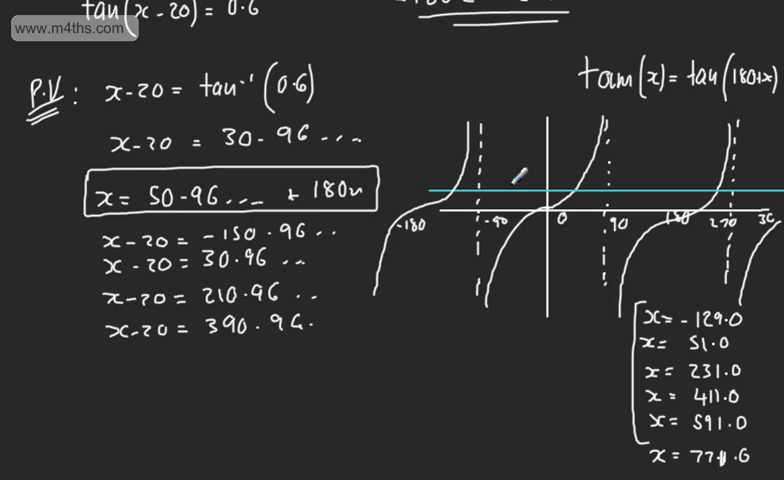 tan(x-20) = 0.6
www.m4ths.com
P.V : x-20 = tan⁻¹(0.6)
x-20 = 30.96....
x = 50.96.... + 180n
x-20 = -150.96..
x-20 = 30.96 ..
x-20 = 210.96 ..
x-20 = 390.96.
tan(x) = tan(180+x)
-180 -90 0 90 180 270
x = -129.0
x = 51.0
x = 231.0
x = 411.0
x = 591.0